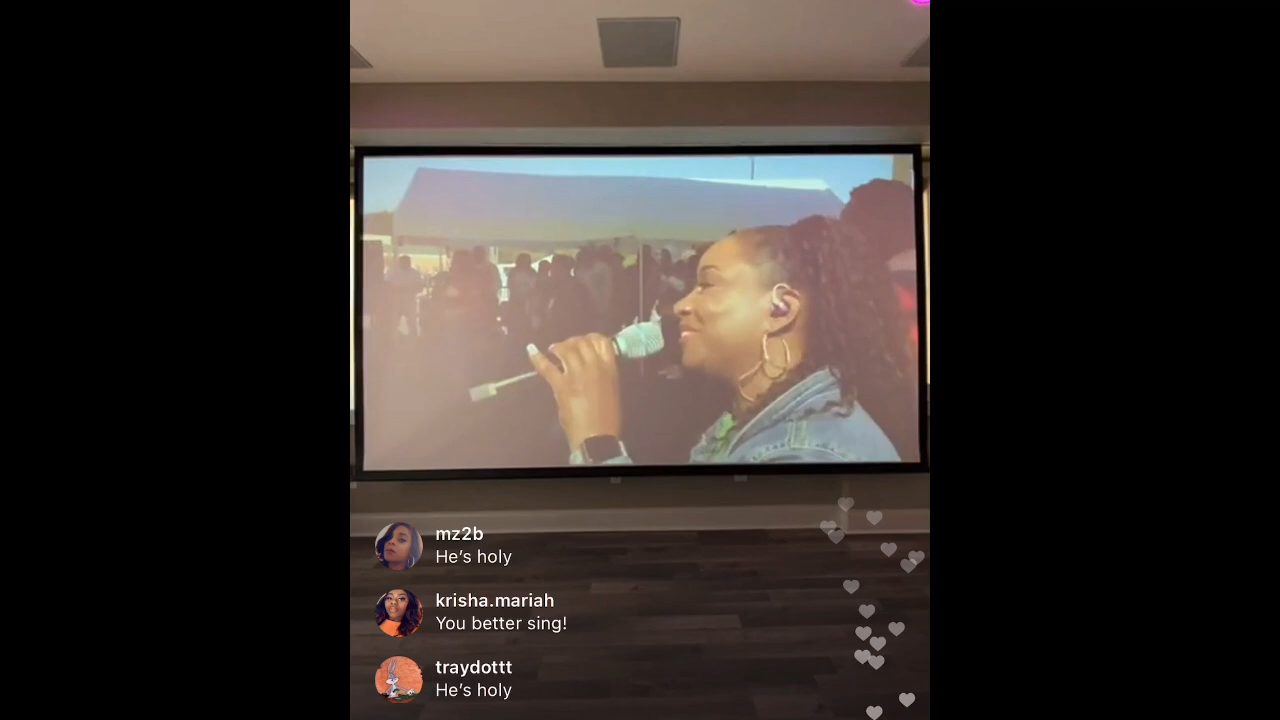 mz2b
He's holy
krisha.mariah
You better sing!
traydottt
He's holy